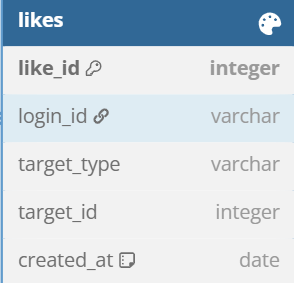 likes
like_id integer
login_id varchar
target_type varchar
target_id integer
created_at date